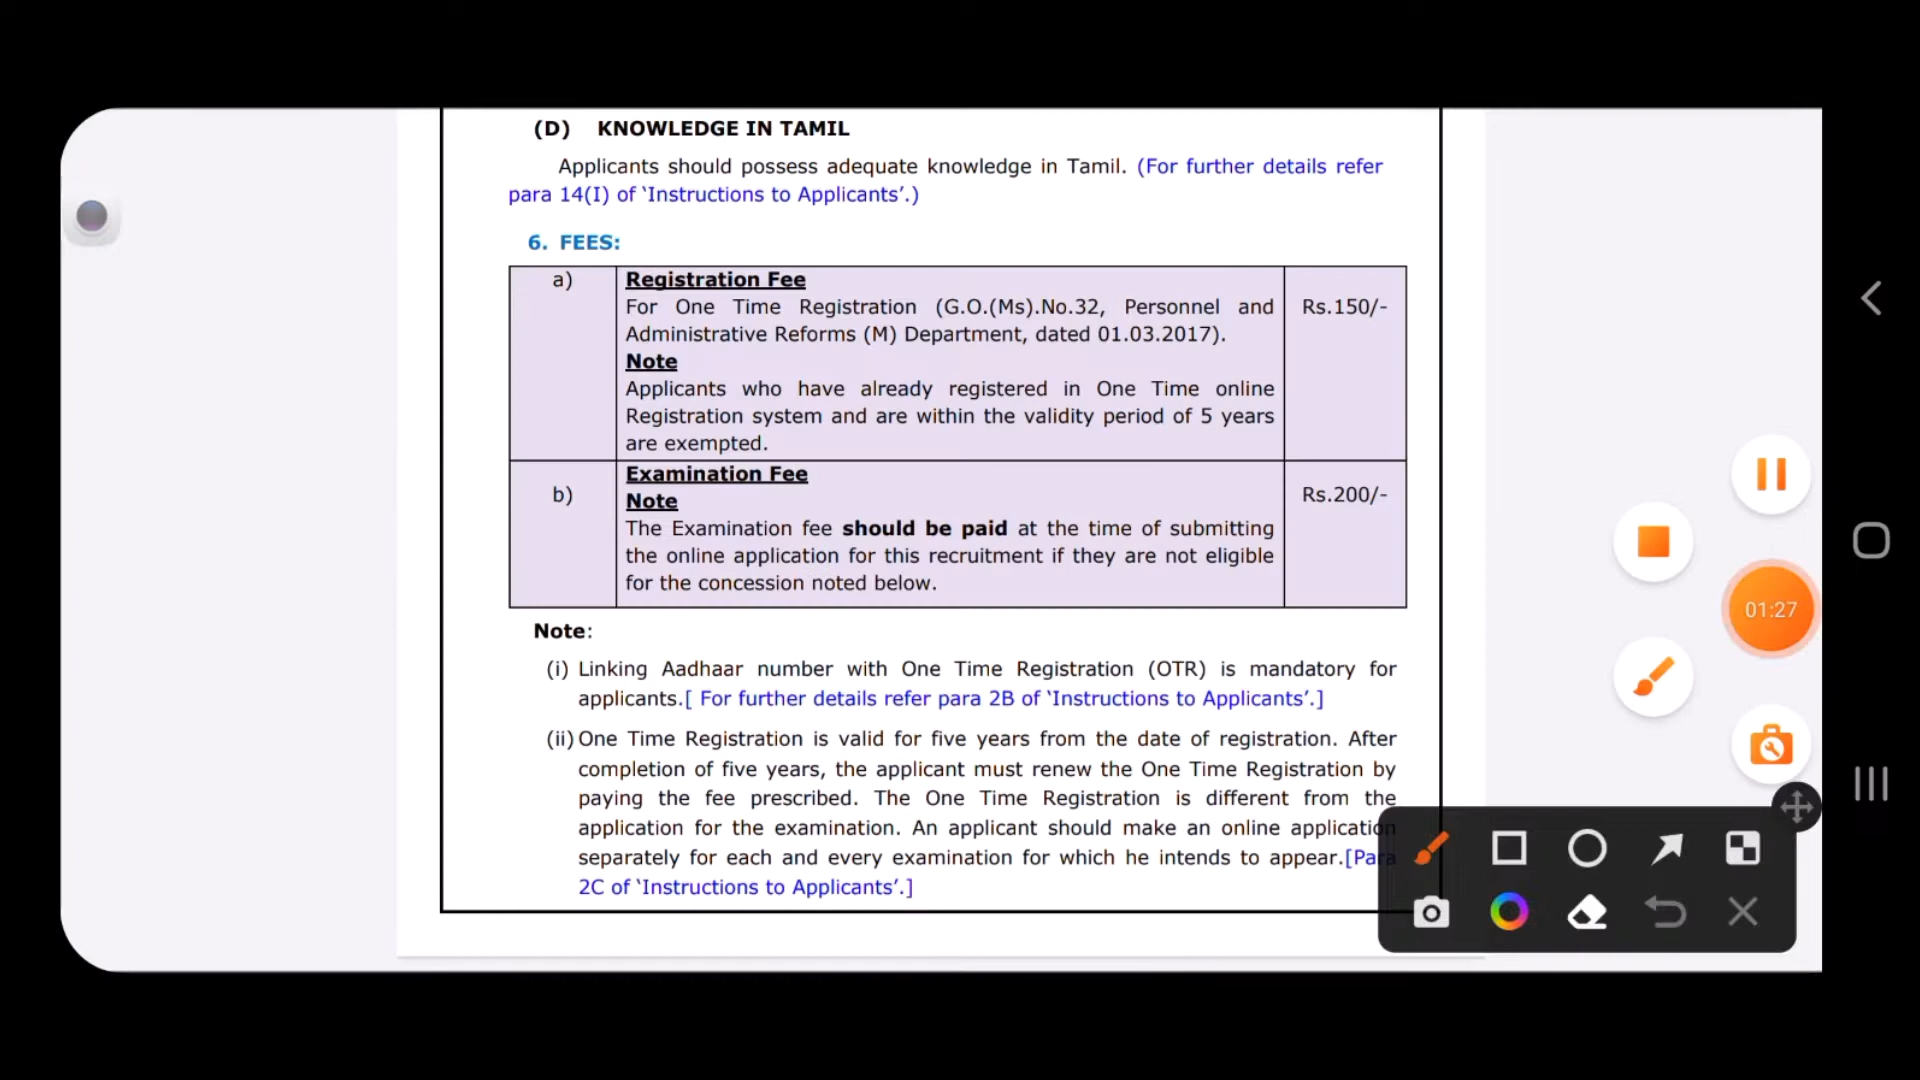 (D) KNOWLEDGE IN TAMIL
Applicants should possess adequate knowledge in Tamil. (For further details refer
para 14(I) of ‘Instructions to Applicants’.)
6. FEES:
a) Registration Fee
For One Time Registration (G.O.(Ms).No.32, Personnel and Rs.150/-
Administrative Reforms (M) Department, dated 01.03.2017).
Note
Applicants who have already registered in One Time online
Registration system and are within the validity period of 5 years
are exempted.
Examination Fee
b) Note Rs.200/-
The Examination fee should be paid at the time of submitting
the online application for this recruitment if they are not eligible
for the concession noted below.
Note:
(i) Linking Aadhaar number with One Time Registration (OTR) is mandatory for
applicants.[ For further details refer para 2B of ‘Instructions to Applicants’.]
(ii) One Time Registration is valid for five years from the date of registration. After
completion of five years, the applicant must renew the One Time Registration by
paying the fee prescribed. The One Time Registration is different from the
application for the examination. An applicant should make an online application
separately for each and every examination for which he intends to appear.[Para
2C of ‘Instructions to Applicants’.]
01:27